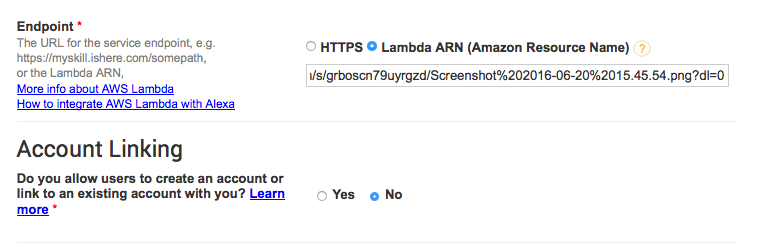 Endpoint *
The URL for the service endpoint, e.g.
https://myskill.ishere.com/somepath,
or the Lambda ARN,
More info about AWS Lambda
How to integrate AWS Lambda with Alexa
HTTPS Lambda ARN (Amazon Resource Name) ?
/s/grboscn79uyrgzd/Screenshot%202016-06-20%2015.45.54.png?dl=0
Account Linking
Do you allow users to create an account or
link to an existing account with you? Learn
more *
Yes No